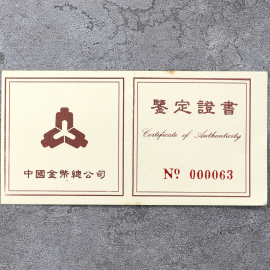 中國金幣總公司
鑒定證書
Certificate of Authenticity
Nº 000063